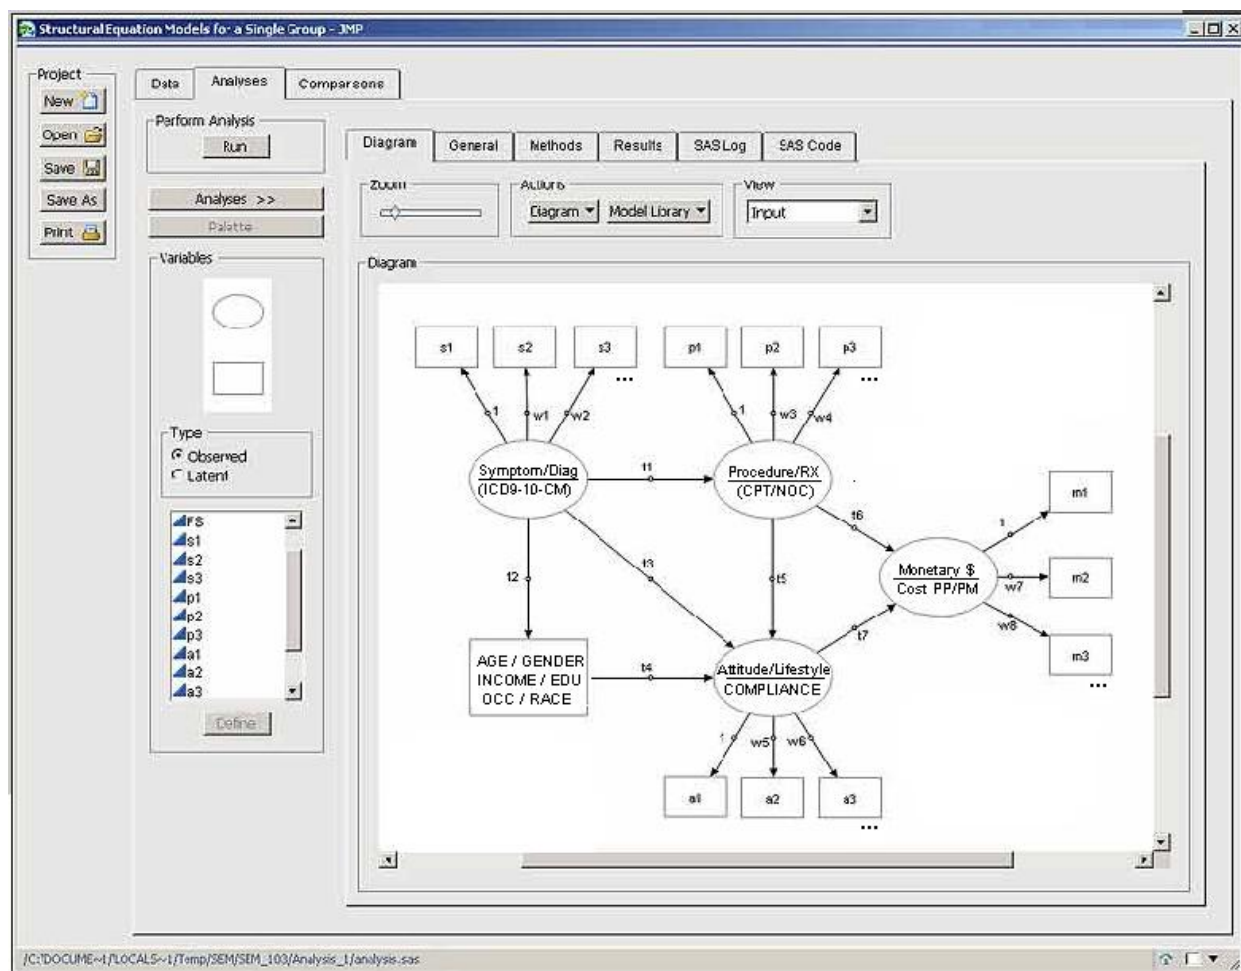 Structural Equation Models for a Single Group - JMP
Project
New
Open
Save
Save As
Print
Data
Analyses
Comparsons
Perform Analysis
Run
Analyses >>
Palette
Variables
Type
Observed
Latent
FS
s1
s2
s3
p1
p2
p3
a1
a2
a3
Define
Diagram
General
Methods
Results
SAS Log
SAS Code
Zoom
Actions
Diagram
Model Library
View
Input
Diagram
s1
s2
s3
...
p1
p2
p3
...
1
w1
w2
1
w3
w4
Symptom/Diag
(ICD9-10-CM)
t1
Procedure/RX
(CPT/NOC)
t6
m1
1
t2
t3
t5
Monetary $
Cost PP/PM
w7
m2
w8
m3
...
t7
AGE / GENDER
INCOME / EDU
OCC / RACE
t4
Attitude/Lifestyle
COMPLIANCE
1
w5
w6
a1
a2
a3
...
/C:\DOCUME~1/LOCALS~1/Temp/SEM/SEM_103/Analysis_1/analysis.sas